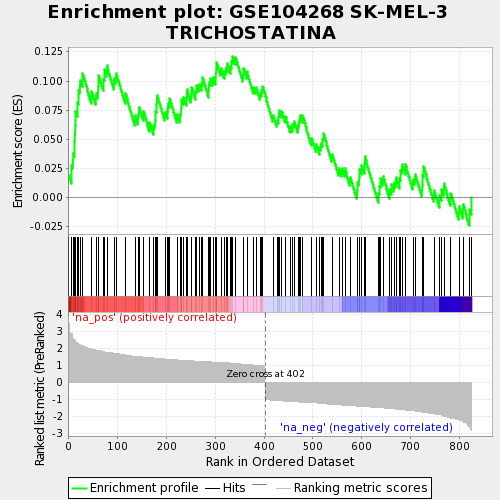 Enrichment plot: GSE104268 SK-MEL-3
TRICHOSTATINA
Enrichment score (ES)
0.125
0.100
0.075
0.050
0.025
0.000
-0.025
'na_pos' (positively correlated)
Ranked list metric (PreRanked)
4
3
2
1
0
-1
-2
-3
Zero cross at 402
'na_neg' (negatively correlated)
0
100
200
300
400
500
600
700
800
Rank in Ordered Dataset
Enrichment profile
Hits
Ranking metric scores